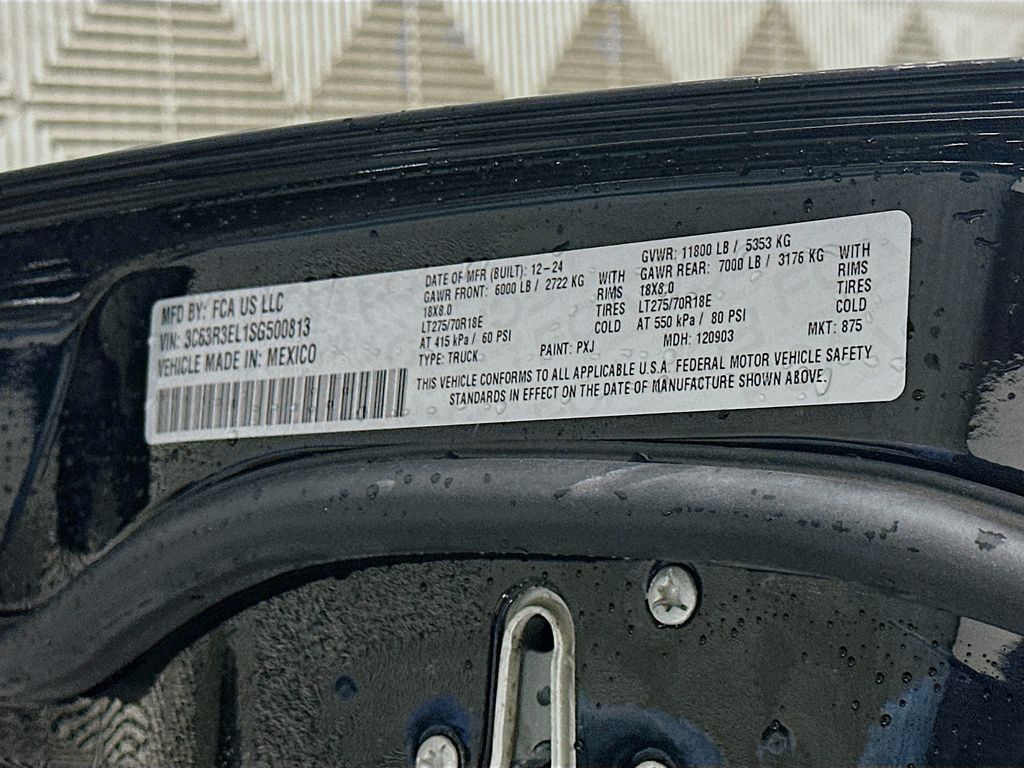 MFD BY: FCA US LLC
VIN: 3C63R3EL1SG500813
VEHICLE MADE IN: MEXICO
DATE OF MFR (BUILT): 12-24
GAWR FRONT: 6000 LB / 2722 KG WITH
18X8.0 RIMS
LT275/70R18E TIRES
AT 415 kPa / 60 PSI COLD
TYPE: TRUCK PAINT: PXJ
GVWR: 11800 LB / 5353 KG
GAWR REAR: 7000 LB / 3176 KG WITH
18X8.0 RIMS
LT275/70R18E TIRES
AT 550 kPa / 80 PSI COLD
MDH: 120903 MKT: 875
THIS VEHICLE CONFORMS TO ALL APPLICABLE U.S.A. FEDERAL MOTOR VEHICLE SAFETY
STANDARDS IN EFFECT ON THE DATE OF MANUFACTURE SHOWN ABOVE.